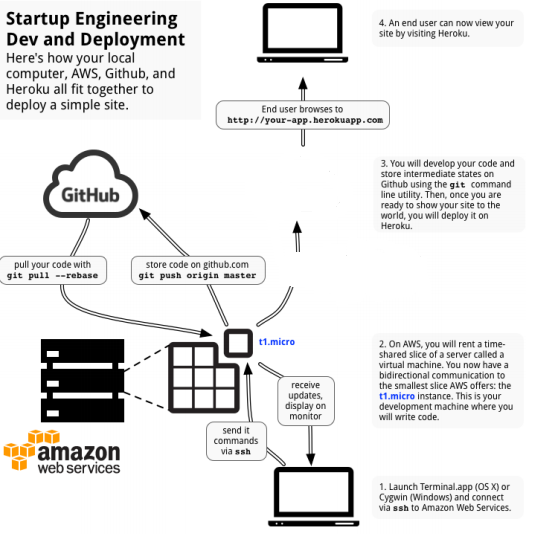 Startup Engineering
Dev and Deployment
Here's how your local
computer, AWS, Github, and
Heroku all fit together to
deploy a simple site.
4. An end user can now view your
site by visiting Heroku.
End user browses to
http://your-app.herokuapp.com
GitHub
3. You will develop your code and
store intermediate states on
Github using the git command
line utility. Then, once you are
ready to show your site to the
world, you will deploy it on
Heroku.
pull your code with
git pull --rebase
store code on github.com
git push origin master
t1.micro
2. On AWS, you will rent a time-
shared slice of a server called a
virtual machine. You now have a
bidirectional communication to
the smallest slice AWS offers: the
t1.micro instance. This is your
development machine where you
will write code.
receive
updates,
display on
monitor
send it
commands
via ssh
amazon
web services
1. Launch Terminal.app (OS X) or
Cygwin (Windows) and connect
via ssh to Amazon Web Services.